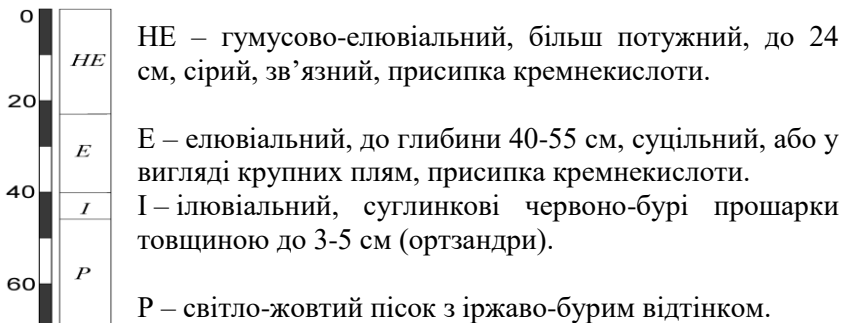 0
20
40
60
HE
E
I
P
НЕ – гумусово-елювіальний, більш потужний, до 24
см, сірий, зв’язний, присипка кремнекислоти.
Е – елювіальний, до глибини 40-55 см, суцільний, або у
вигляді крупних плям, присипка кремнекислоти.
І – ілювіальний, суглинкові червоно-бурі прошарки
товщиною до 3-5 см (ортзандри).
Р – світло-жовтий пісок з іржаво-бурим відтінком.